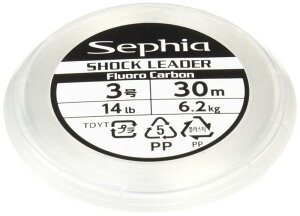 Sephia
SHOCK LEADER
Fluoro Carbon
3号 30m
14lb 6.2kg
TDYT
5
PP PP